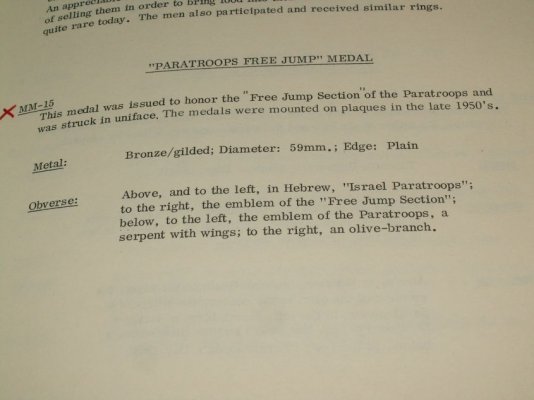 An appreciable
of selling them in order to bring food into
quite rare today. The men also participated and received similar rings.
"PARATROOPS FREE JUMP" MEDAL
MM-15
This medal was issued to honor the "Free Jump Section" of the Paratroops and
was struck in uniface. The medals were mounted on plaques in the late 1950's.
Metal:
Bronze/gilded; Diameter: 59mm.; Edge: Plain
Obverse:
Above, and to the left, in Hebrew, "Israel Paratroops";
to the right, the emblem of the "Free Jump Section";
below, to the left, the emblem of the Paratroops, a
serpent with wings; to the right, an olive-branch.